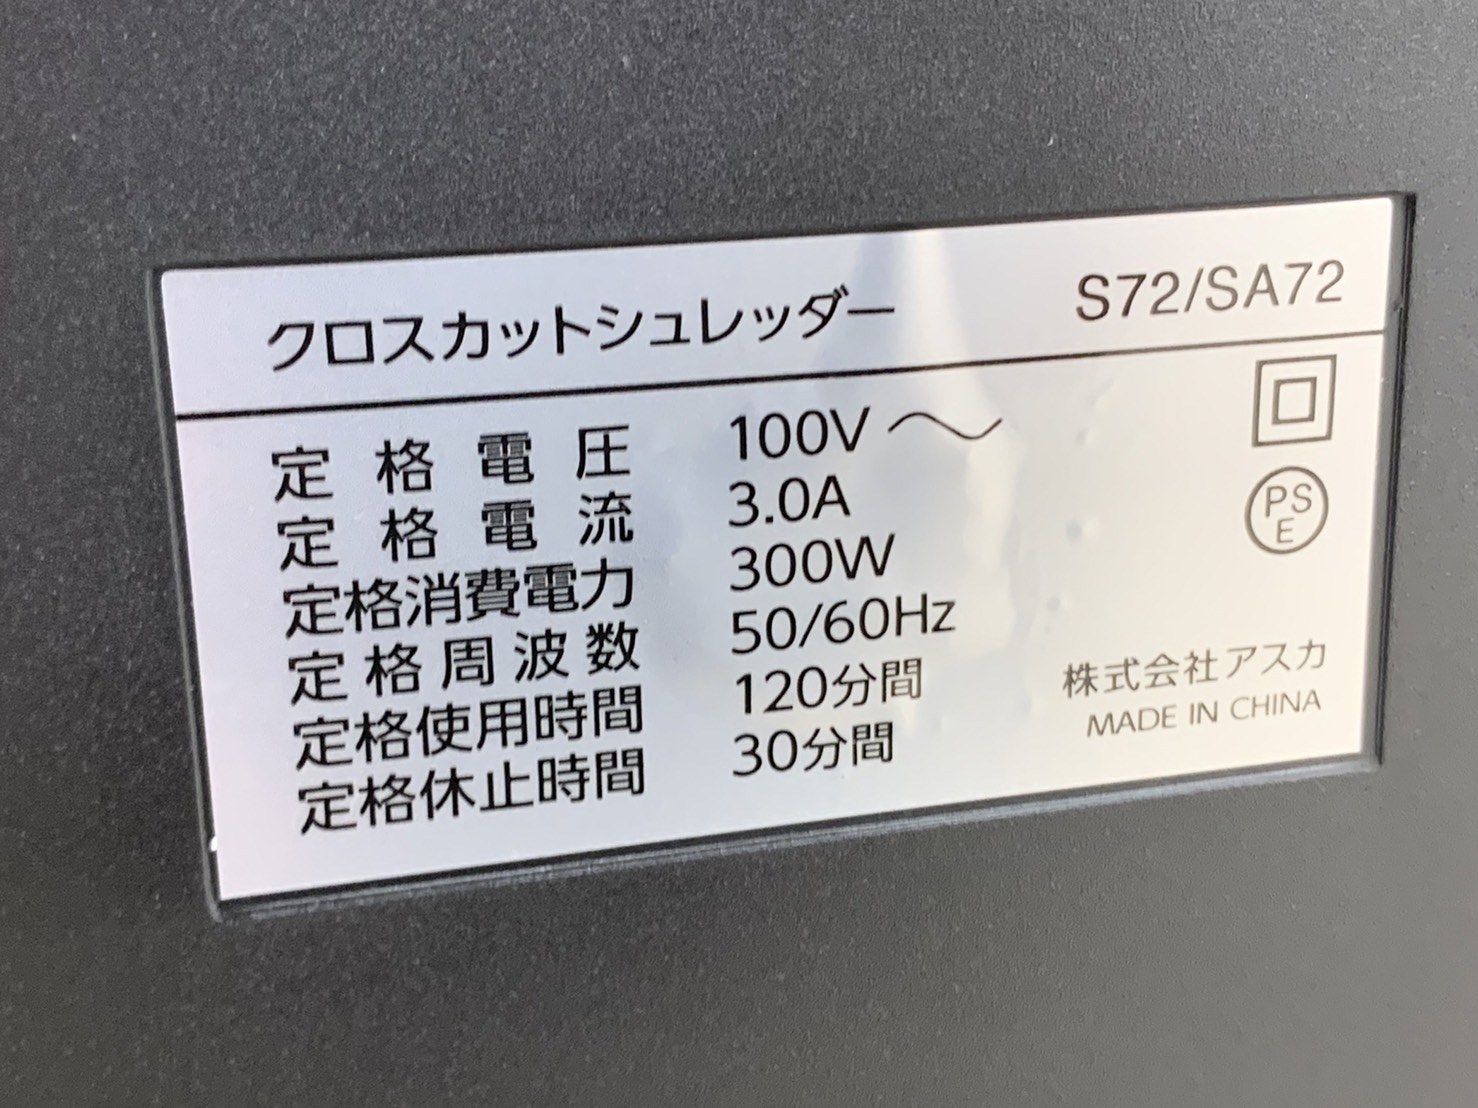 クロスカットシュレッダー S72/SA72
定格電圧 100V〜
定格電流 3.0A
定格消費電力 300W
定格周波数 50/60Hz
定格使用時間 120分間
定格休止時間 30分間
PS
E
株式会社アスカ
MADE IN CHINA